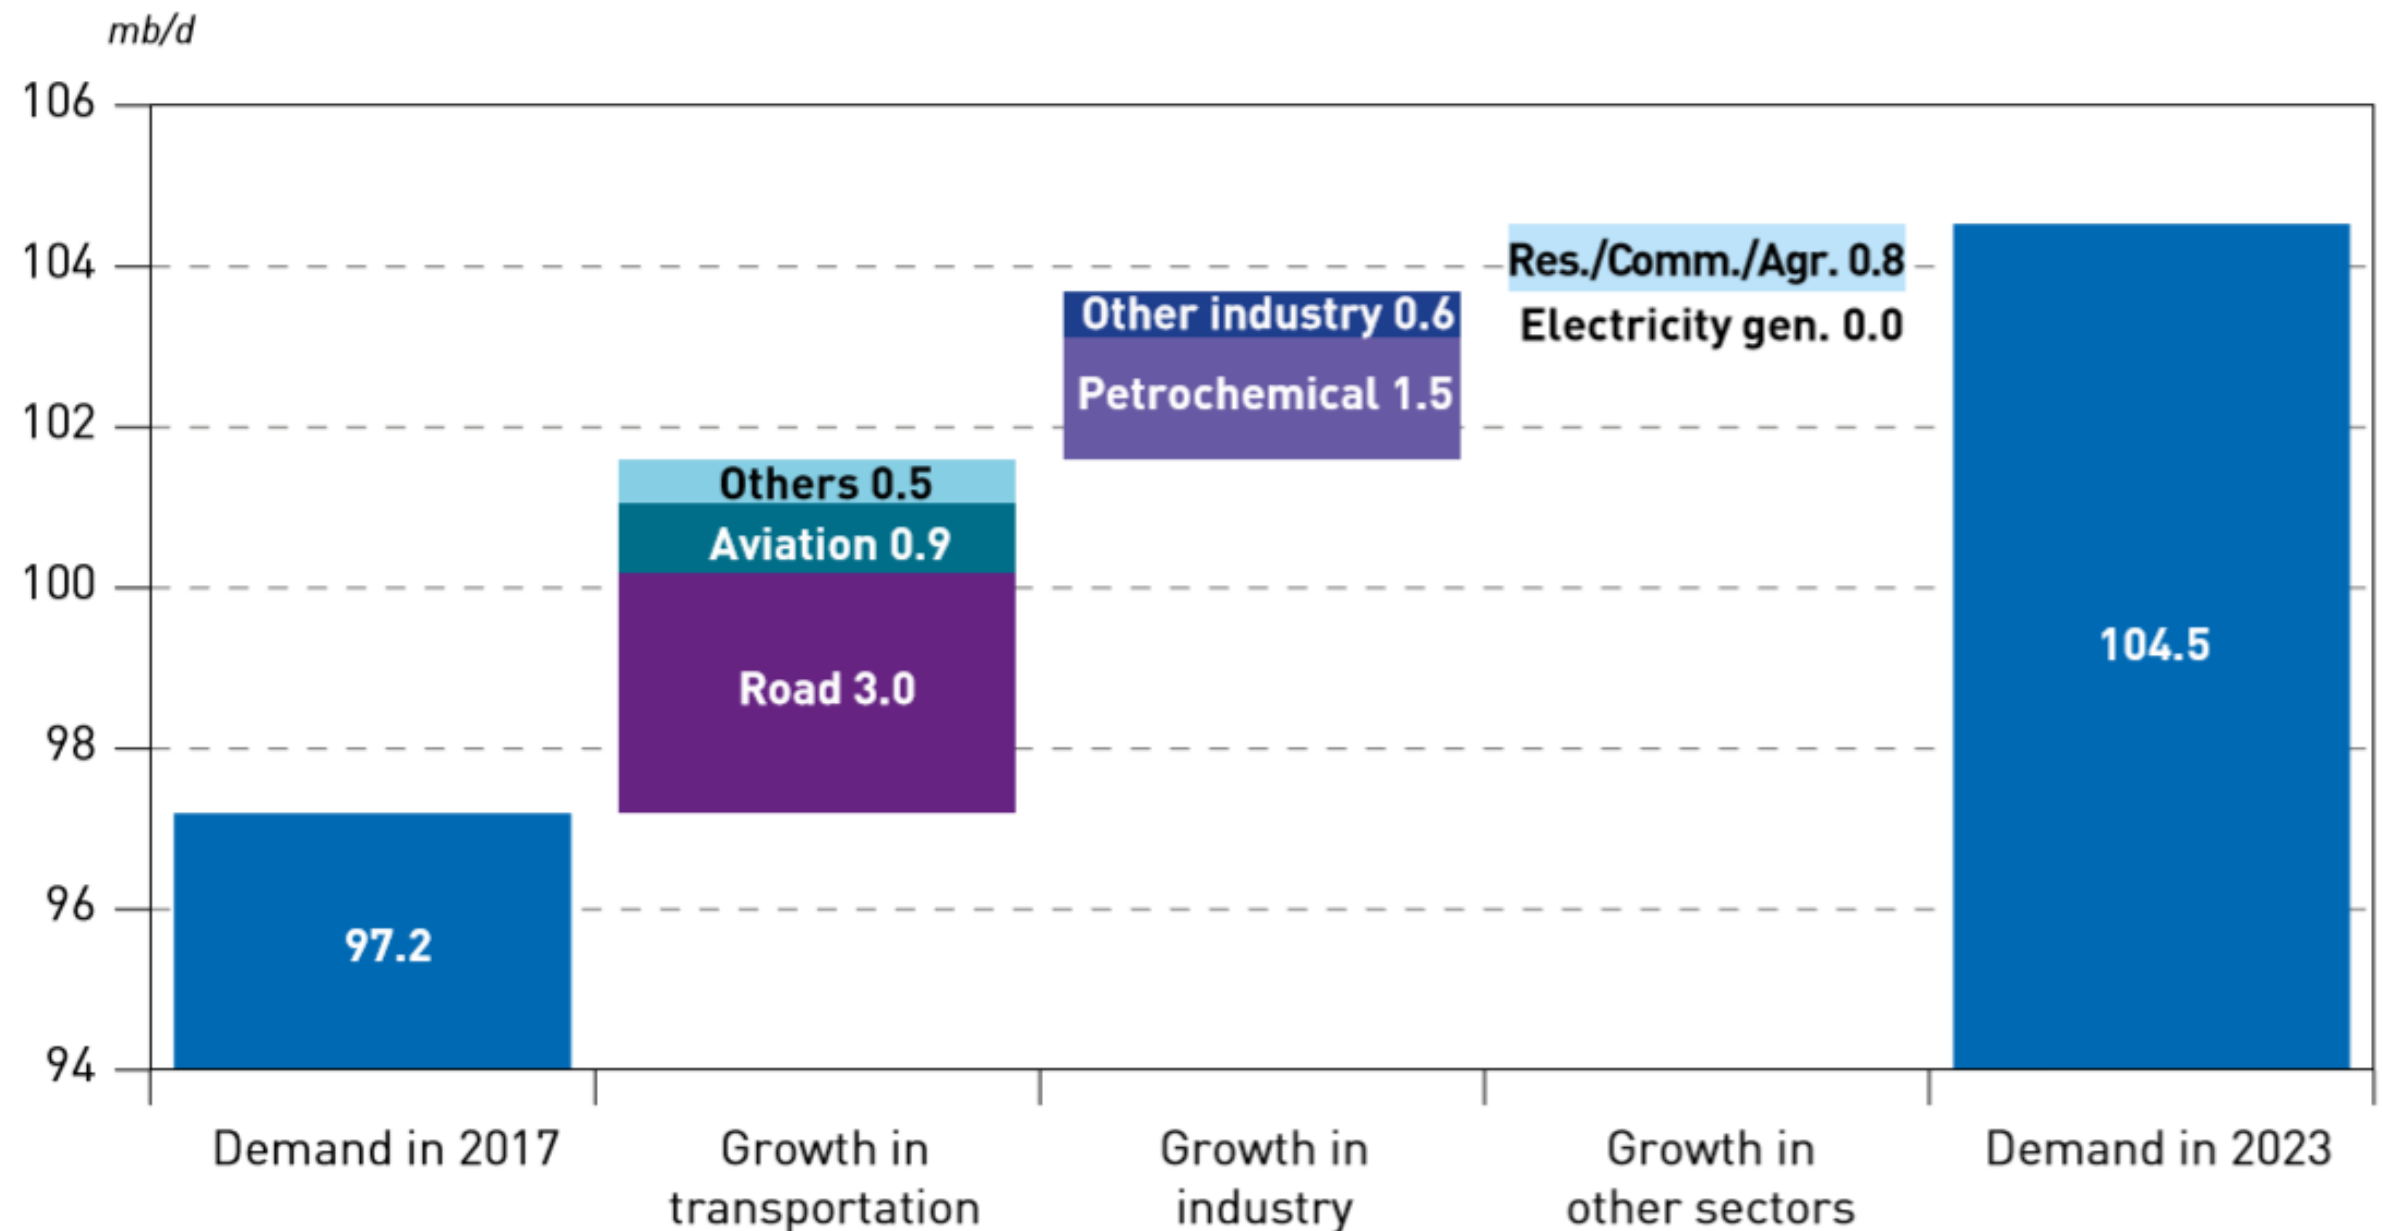 mb/d
106
104
102
100
98
96
94
97.2
Others 0.5
Aviation 0.9
Road 3.0
Other industry 0.6
Petrochemical 1.5
Res./Comm./Agr. 0.8
Electricity gen. 0.0
104.5
Demand in 2017
Growth in
transportation
Growth in
industry
Growth in
other sectors
Demand in 2023